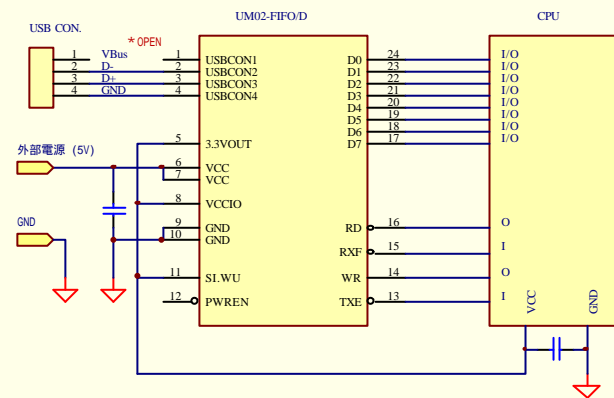 USB CON.
UM02-FIFO/D
CPU
1 VBus *OPEN 1 USBCON1
2 D- 2 USBCON2
3 D+ 3 USBCON3
4 GND 4 USBCON4
D0 24 I/O
D1 23 I/O
D2 22 I/O
D3 21 I/O
D4 20 I/O
D5 19 I/O
D6 18 I/O
D7 17 I/O
5 3.3VOUT
外部電源 (5V)
6 VCC
7 VCC
8 VCCIO
GND
9 GND
10 GND
11 SI.WU
12 PWREN
RD 16 O
RXF 15 I
WR 14 O
TXE 13 I
VCC
GND